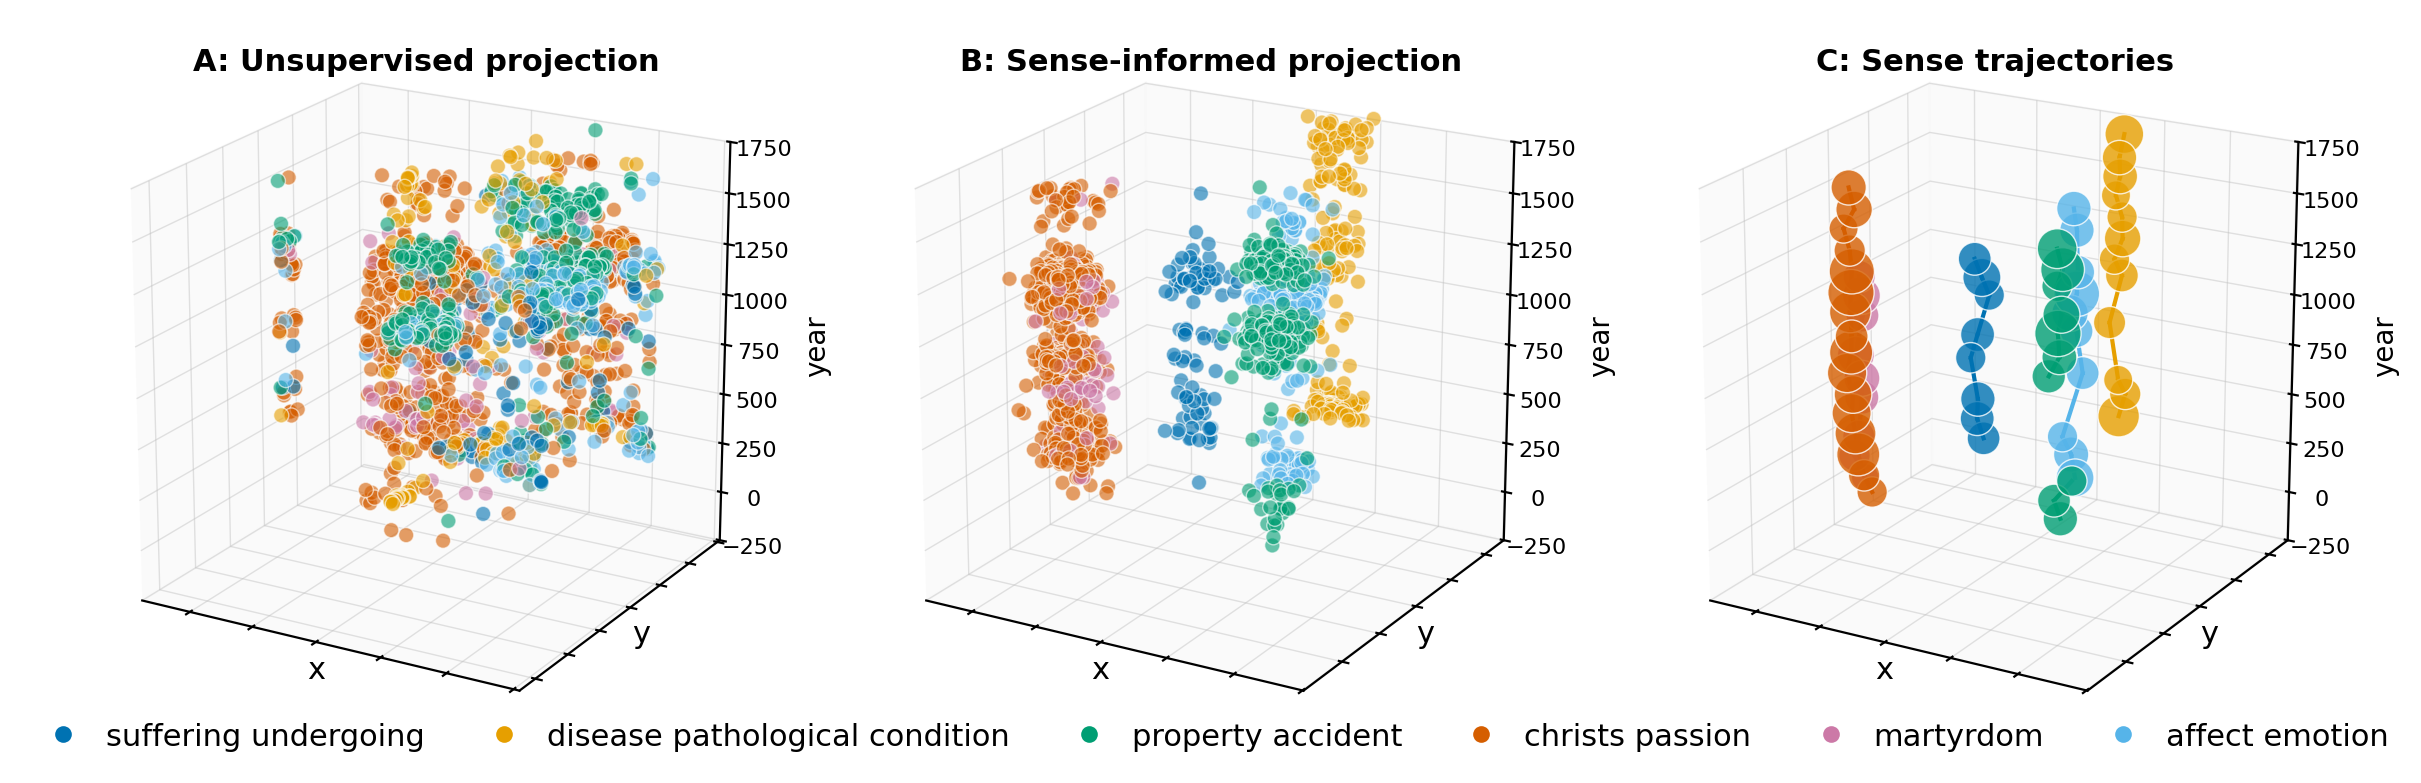 A: Unsupervised projection
1750
1500
1250
1000
750
500
250
0
−250
year
y
x
B: Sense-informed projection
1750
1500
1250
1000
750
500
250
0
−250
year
y
x
C: Sense trajectories
1750
1500
1250
1000
750
500
250
0
−250
year
y
x
suffering undergoing
disease pathological condition
property accident
christs passion
martyrdom
affect emotion